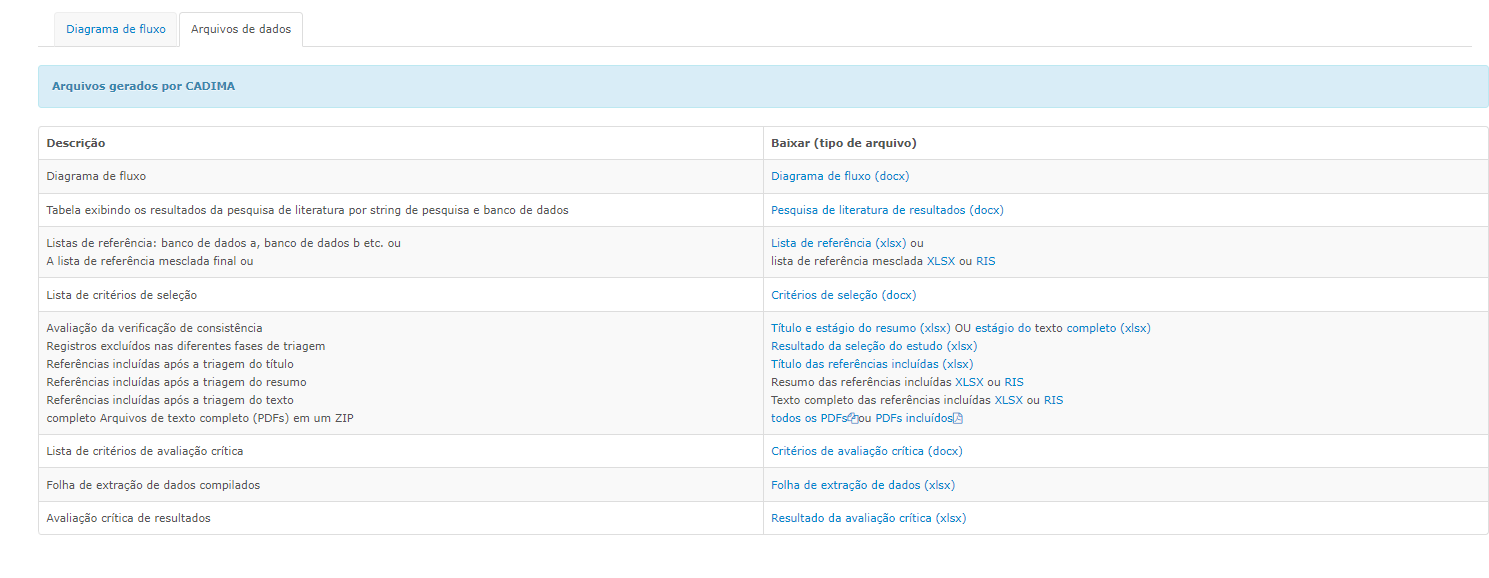 Diagrama de fluxo
Arquivos de dados
Arquivos gerados por CADIMA
Descrição
Baixar (tipo de arquivo)
Diagrama de fluxo
Diagrama de fluxo (docx)
Tabela exibindo os resultados da pesquisa de literatura por string de pesquisa e banco de dados
Pesquisa de literatura de resultados (docx)
Listas de referência: banco de dados a, banco de dados b etc. ou
A lista de referência mesclada final ou
Lista de referência (xlsx) ou
lista de referência mesclada XLSX ou RIS
Lista de critérios de seleção
Critérios de seleção (docx)
Avaliação da verificação de consistência
Registros excluídos nas diferentes fases de triagem
Referências incluídas após a triagem do título
Referências incluídas após a triagem do resumo
Referências incluídas após a triagem do texto
completo Arquivos de texto completo (PDFs) em um ZIP
Título e estágio do resumo (xlsx) OU estágio do texto completo (xlsx)
Resultado da seleção do estudo (xlsx)
Título das referências incluídas (xlsx)
Resumo das referências incluídas XLSX ou RIS
Texto completo das referências incluídas XLSX ou RIS
todos os PDFs ou PDFs incluídos
Lista de critérios de avaliação crítica
Critérios de avaliação crítica (docx)
Folha de extração de dados compilados
Folha de extração de dados (xlsx)
Avaliação crítica de resultados
Resultado da avaliação crítica (xlsx)